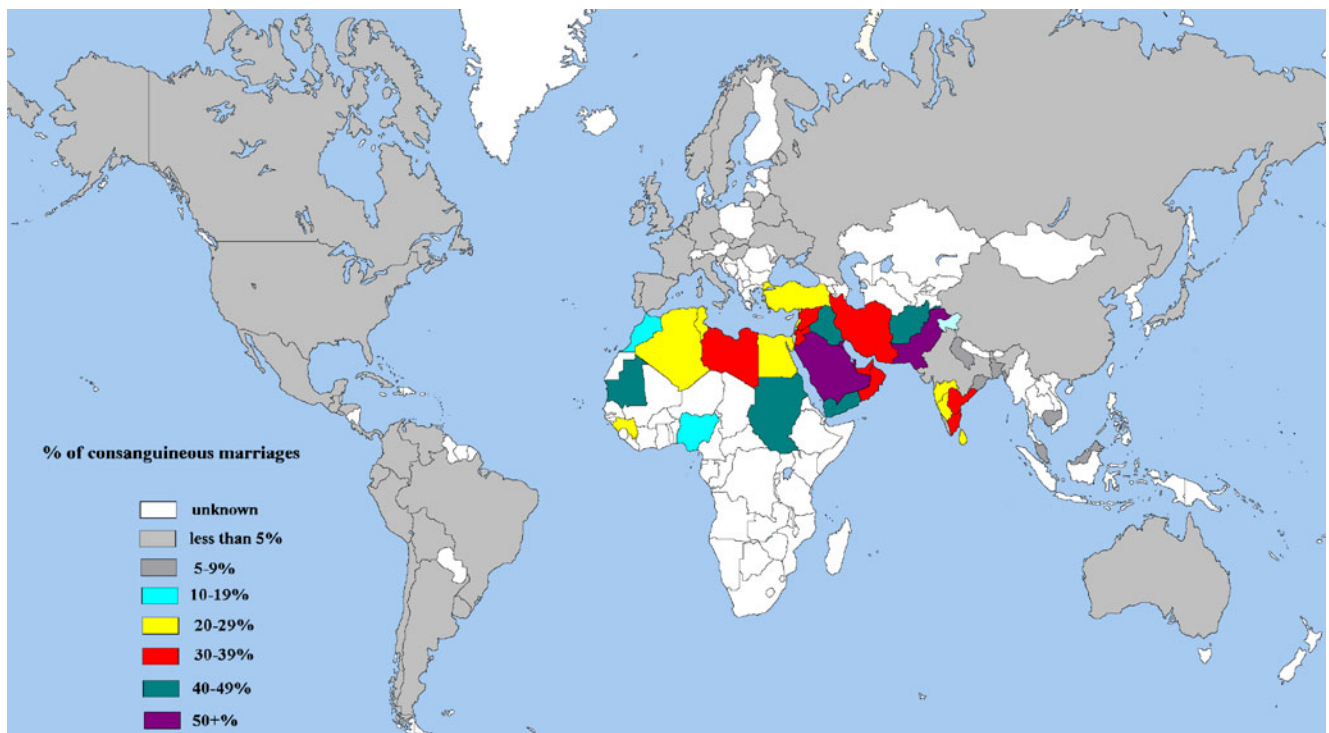 % of consanguineous marriages
unknown
less than 5%
5-9%
10-19%
20-29%
30-39%
40-49%
50+%